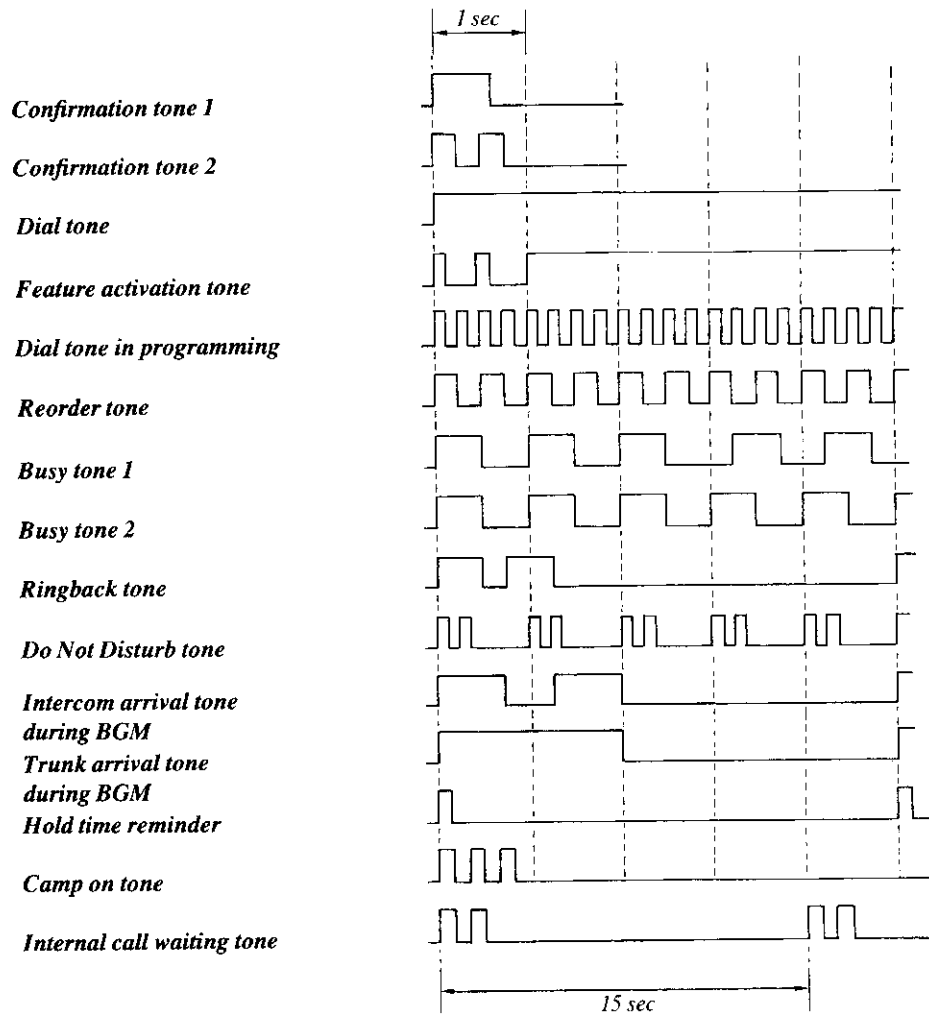 1 sec
Confirmation tone 1
Confirmation tone 2
Dial tone
Feature activation tone
Dial tone in programming
Reorder tone
Busy tone 1
Busy tone 2
Ringback tone
Do Not Disturb tone
Intercom arrival tone
during BGM
Trunk arrival tone
during BGM
Hold time reminder
Camp on tone
Internal call waiting tone
15 sec